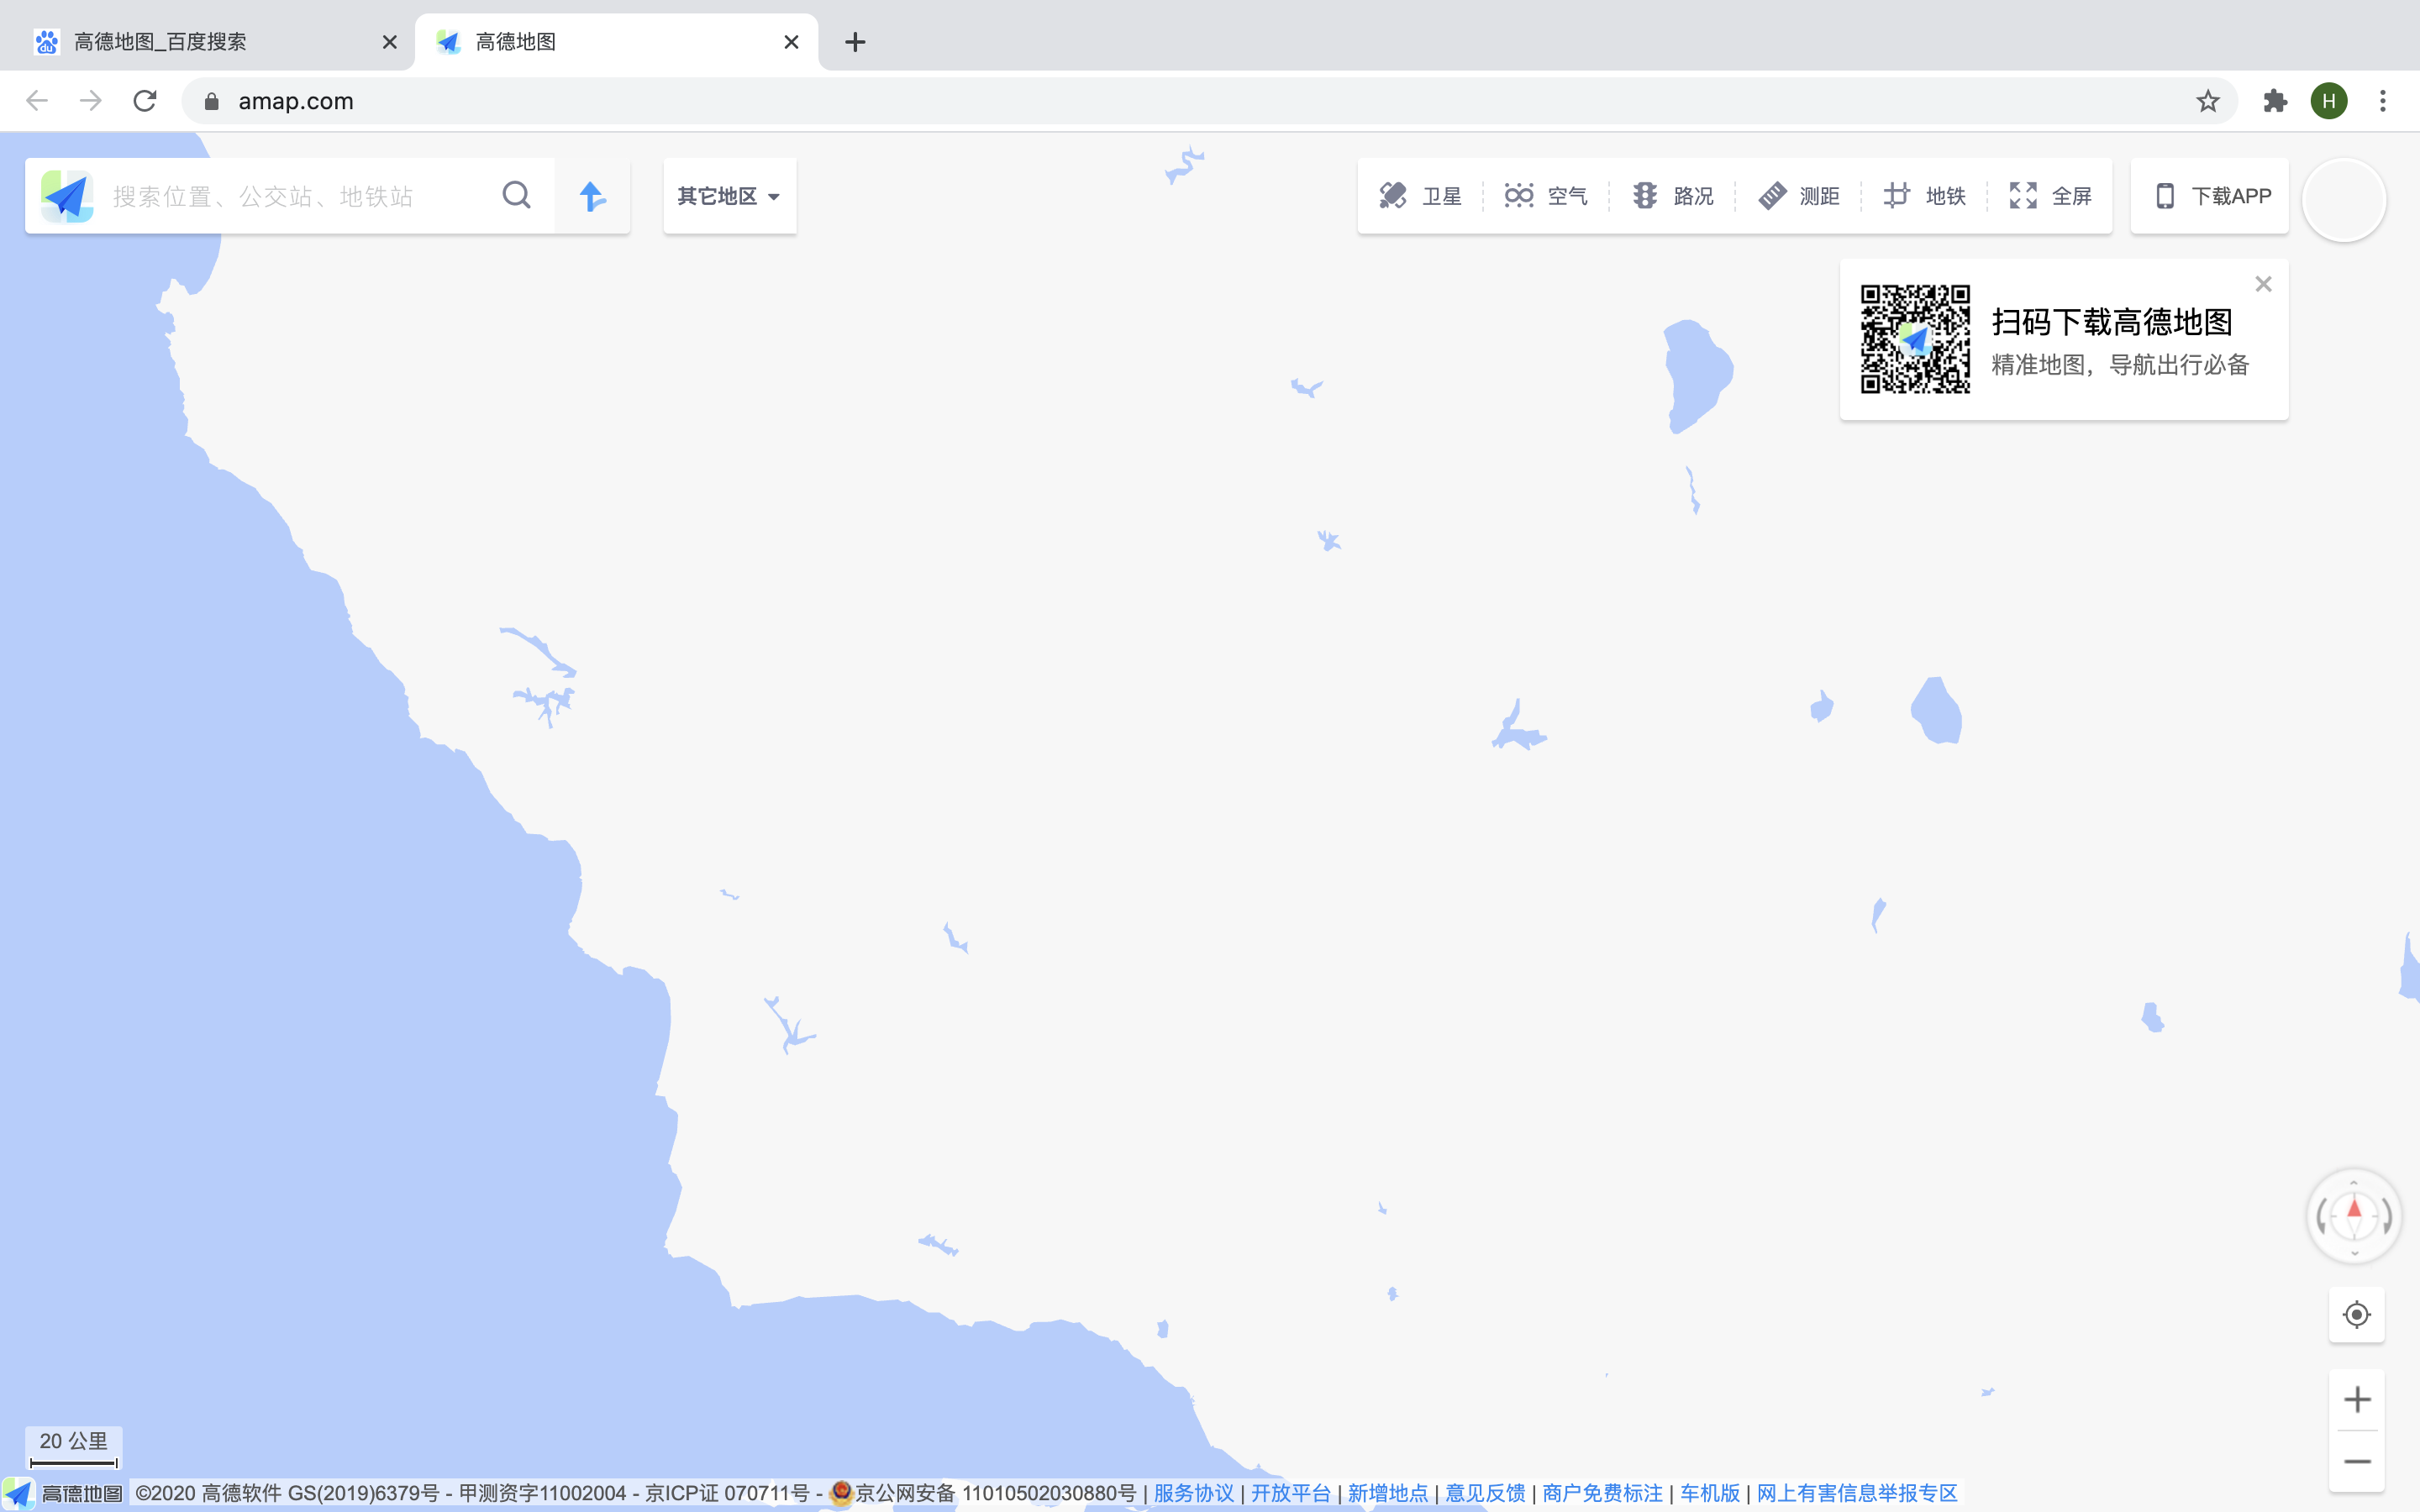 高德地图_百度搜索
高德地图
amap.com
H
搜索位置、公交站、地铁站
其它地区
卫星
空气
路况
测距
地铁
全屏
下载APP
扫码下载高德地图
精准地图，导航出行必备
20 公里
高德地图 ©2020 高德软件 GS(2019)6379号 - 甲测资字11002004 - 京ICP证 070711号 - 京公网安备 11010502030880号 | 服务协议 | 开放平台 | 新增地点 | 意见反馈 | 商户免费标注 | 车机版 | 网上有害信息举报专区